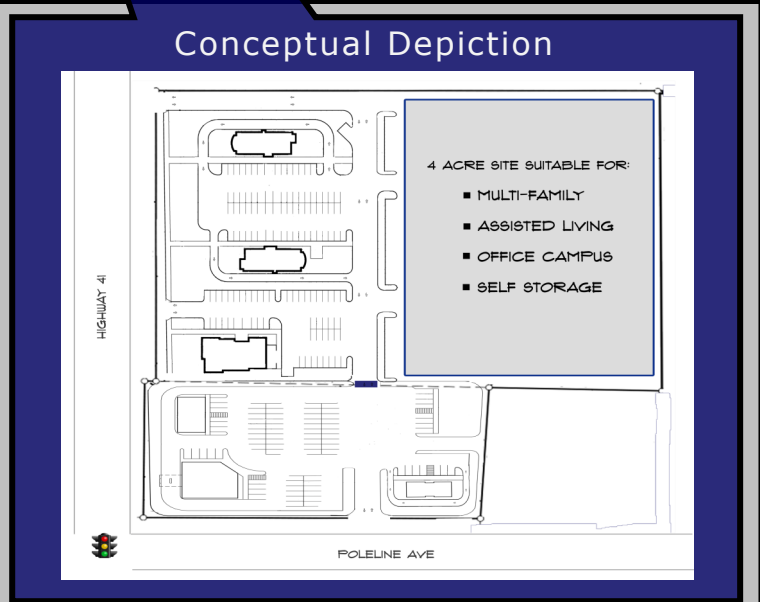 Conceptual Depiction
4 ACRE SITE SUITABLE FOR:
▪ MULTI-FAMILY
▪ ASSISTED LIVING
▪ OFFICE CAMPUS
▪ SELF STORAGE
HIGHWAY 41
POLELINE AVE